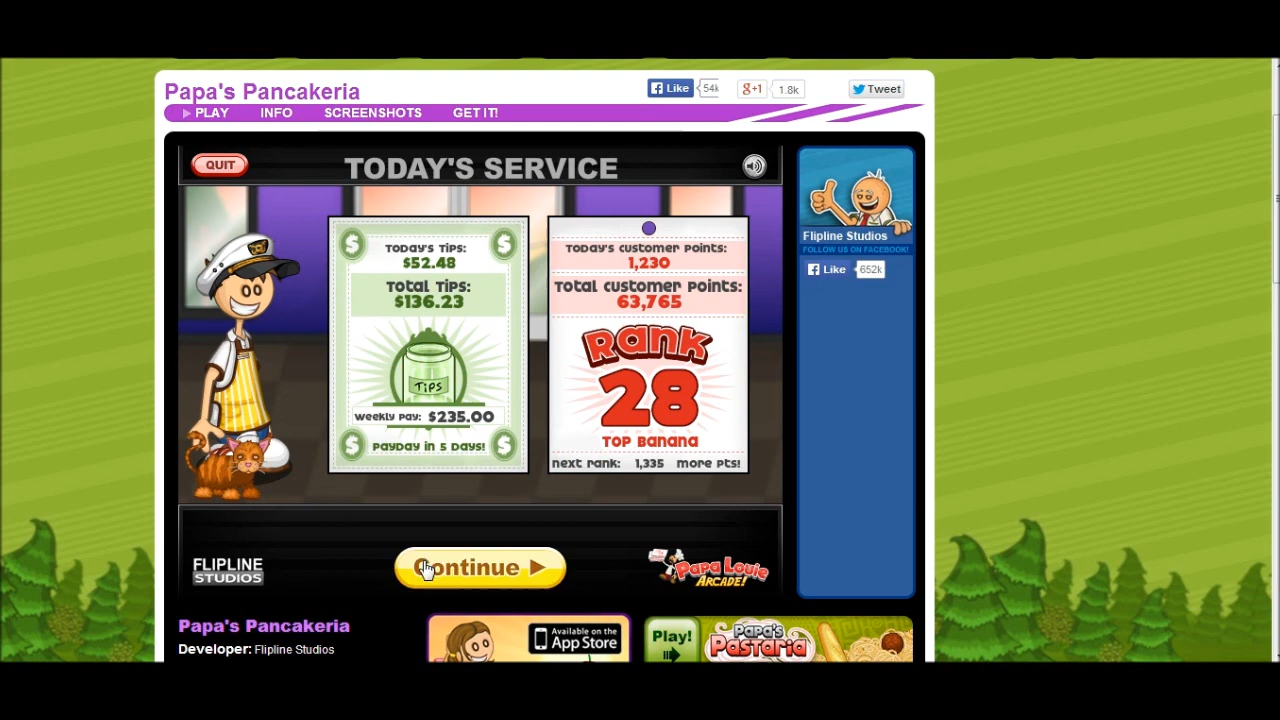 Papa's Pancakeria
Like 54k
g+1 1.8k
Tweet
PLAY INFO SCREENSHOTS GET IT!
QUIT
TODAY'S SERVICE
$ $
Today's Tips:
$52.48
Total Tips:
$136.23
TIPS
weekly pay: $235.00
$ Payday in 5 days! $
Today's customer points:
1,230
Total customer points:
63,765
Rank
28
Top Banana
next rank: 1,335 more pts!
Flipline Studios
FOLLOW US ON FACEBOOK!
Like 652k
FLIPLINE
STUDIOS
Continue
Papa Louie
ARCADE!
Papa's Pancakeria
Developer: Flipline Studios
Available on the
App Store
Play!
Papa's
Pastaria